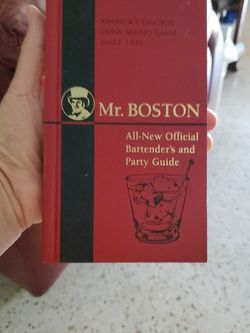 AMERICA'S FAVORITE
DRINK MIXING GUIDE
SINCE 1935
Mr. BOSTON
All-New Official
Bartender's and
Party Guide